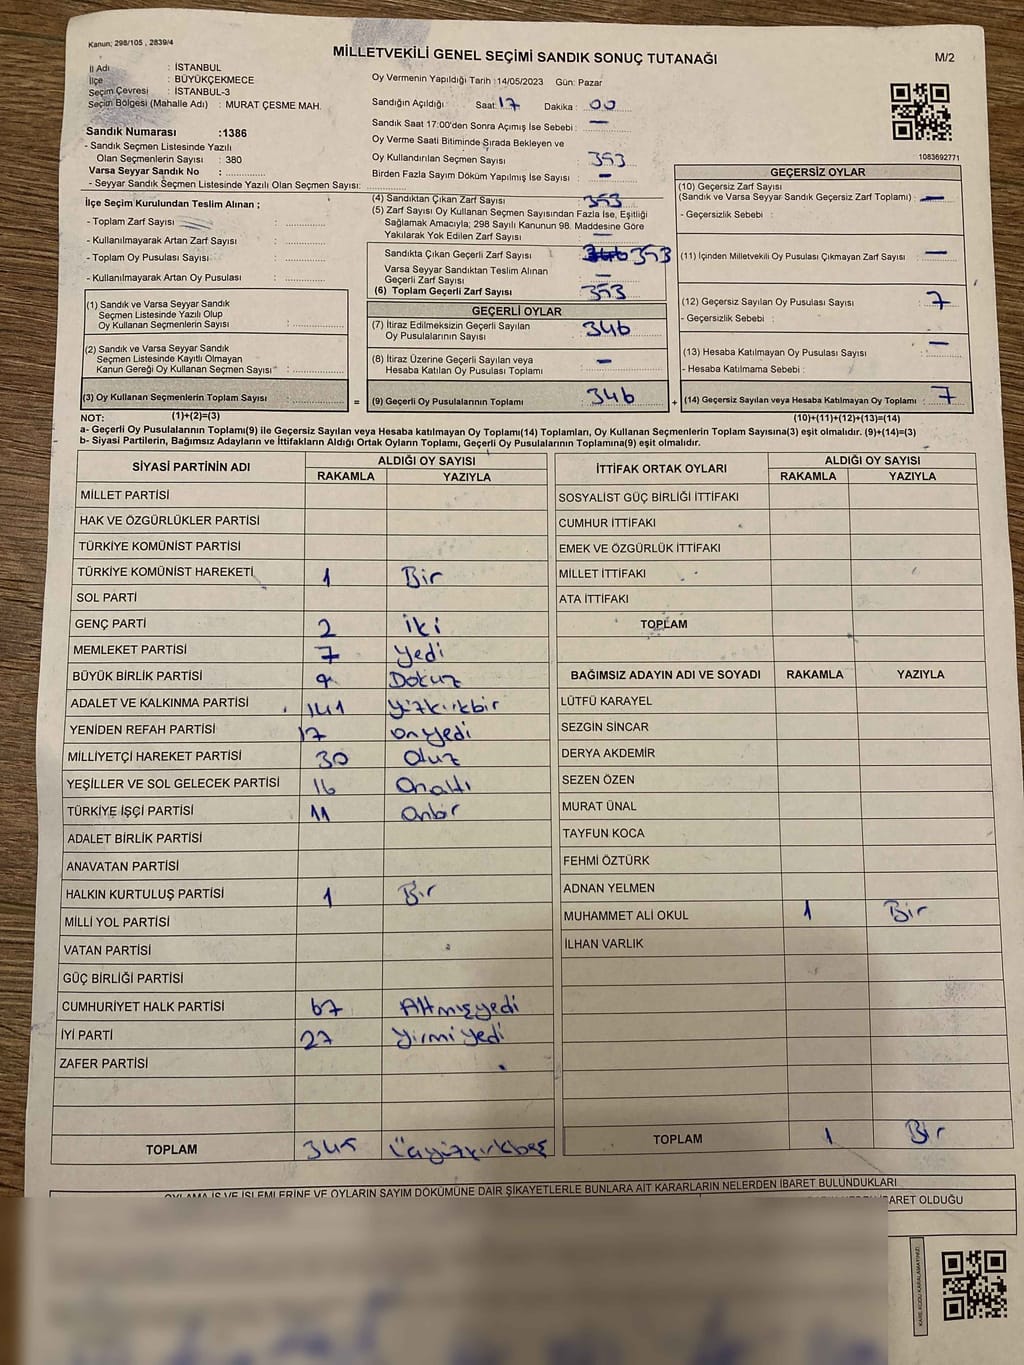 Kanun; 298/105 , 2839/4
MİLLETVEKİLİ GENEL SEÇİMİ SANDIK SONUÇ TUTANAĞI
M/2
İl Adı : İSTANBUL
İlçe : BÜYÜKÇEKMECE
Seçim Çevresi : İSTANBUL-3
Seçim Bölgesi (Mahalle Adı) : MURAT ÇESME MAH.
Sandık Numarası :1386
- Sandık Seçmen Listesinde Yazılı
Olan Seçmenlerin Sayısı : 380
Varsa Seyyar Sandık No :
- Seyyar Sandık Seçmen Listesinde Yazılı Olan Seçmen Sayısı:
Oy Vermenin Yapıldığı Tarih :14/05/2023 Gün: Pazar
Sandığın Açıldığı Saat: 17 Dakika : 00
Sandık Saat 17:00'den Sonra Açımış İse Sebebi : —
Oy Verme Saati Bitiminde Sırada Bekleyen ve
Oy Kullandırılan Seçmen Sayısı : 353
Birden Fazla Sayım Döküm Yapılmış İse Sayısı : —
1083692771
İlçe Seçim Kurulundan Teslim Alınan ;
- Toplam Zarf Sayısı :
- Kullanılmayarak Artan Zarf Sayısı :
- Toplam Oy Pusulası Sayısı :
- Kullanılmayarak Artan Oy Pusulası :
(1) Sandık ve Varsa Seyyar Sandık
Seçmen Listesinde Yazılı Olup
Oy Kullanan Seçmenlerin Sayısı :
(2) Sandık ve Varsa Seyyar Sandık
Seçmen Listesinde Kayıtlı Olmayan
Kanun Gereği Oy Kullanan Seçmen Sayısı :
(3) Oy Kullanan Seçmenlerin Toplam Sayısı :
(1)+(2)=(3)
(4) Sandıktan Çıkan Zarf Sayısı : 353
(5) Zarf Sayısı Oy Kullanan Seçmen Sayısından Fazla İse, Eşitliği
Sağlamak Amacıyla; 298 Sayılı Kanunun 98. Maddesine Göre
Yakılarak Yok Edilen Zarf Sayısı : —
Sandıkta Çıkan Geçerli Zarf Sayısı : 346 353
Varsa Seyyar Sandıktan Teslim Alınan
Geçerli Zarf Sayısı : —
(6) Toplam Geçerli Zarf Sayısı : 353
GEÇERLİ OYLAR
(7) İtiraz Edilmeksizin Geçerli Sayılan
Oy Pusulalarının Sayısı : 346
(8) İtiraz Üzerine Geçerli Sayılan veya
Hesaba Katılan Oy Pusulası Toplamı : —
= (9) Geçerli Oy Pusulalarının Toplamı : 346
GEÇERSİZ OYLAR
(10) Geçersiz Zarf Sayısı
(Sandık ve Varsa Seyyar Sandık Geçersiz Zarf Toplamı) : —
- Geçersizlik Sebebi :
(11) İçinden Milletvekili Oy Pusulası Çıkmayan Zarf Sayısı : —
(12) Geçersiz Sayılan Oy Pusulası Sayısı : 7
- Geçersizlik Sebebi :
(13) Hesaba Katılmayan Oy Pusulası Sayısı : —
- Hesaba Katılmama Sebebi :
+ (14) Geçersiz Sayılan veya Hesaba Katılmayan Oy Toplamı : 7
(10)+(11)+(12)+(13)=(14)
NOT:
a- Geçerli Oy Pusulalarının Toplamı(9) ile Geçersiz Sayılan veya Hesaba katılmayan Oy Toplamı(14) Toplamları, Oy Kullanan Seçmenlerin Toplam Sayısına(3) eşit olmalıdır. (9)+(14)=(3)
b- Siyasi Partilerin, Bağımsız Adayların ve İttifakların Aldığı Ortak Oyların Toplamı, Geçerli Oy Pusulalarının Toplamına(9) eşit olmalıdır.
SİYASİ PARTİNİN ADI ALDIĞI OY SAYISI
RAKAMLA YAZIYLA
MİLLET PARTİSİ
HAK VE ÖZGÜRLÜKLER PARTİSİ
TÜRKİYE KOMÜNİST PARTİSİ
TÜRKİYE KOMÜNİST HAREKETİ 1 Bir
SOL PARTİ
GENÇ PARTİ 2 iki
MEMLEKET PARTİSİ 7 yedi
BÜYÜK BİRLİK PARTİSİ 9 Dokuz
ADALET VE KALKINMA PARTİSİ 141 yüzkırkbir
YENİDEN REFAH PARTİSİ 17 onyedi
MİLLİYETÇİ HAREKET PARTİSİ 30 Otuz
YEŞİLLER VE SOL GELECEK PARTİSİ 16 Onaltı
TÜRKİYE İŞÇİ PARTİSİ 11 Onbir
ADALET BİRLİK PARTİSİ
ANAVATAN PARTİSİ
HALKIN KURTULUŞ PARTİSİ 1 Bir
MİLLİ YOL PARTİSİ
VATAN PARTİSİ
GÜÇ BİRLİĞİ PARTİSİ
CUMHURİYET HALK PARTİSİ 67 Altmışyedi
İYİ PARTİ 27 yirmiyedi
ZAFER PARTİSİ
TOPLAM 345 Üçyüzkırkbeş
İTTİFAK ORTAK OYLARI ALDIĞI OY SAYISI
RAKAMLA YAZIYLA
SOSYALİST GÜÇ BİRLİĞİ İTTİFAKI
CUMHUR İTTİFAKI
EMEK VE ÖZGÜRLÜK İTTİFAKI
MİLLET İTTİFAKI
ATA İTTİFAKI
TOPLAM
BAĞIMSIZ ADAYIN ADI VE SOYADI RAKAMLA YAZIYLA
LÜTFÜ KARAYEL
SEZGIN SİNCAR
DERYA AKDEMİR
SEZEN ÖZEN
MURAT ÜNAL
TAYFUN KOCA
FEHMİ ÖZTÜRK
ADNAN YELMEN
MUHAMMET ALİ OKUL 1 Bir
İLHAN VARLIK
TOPLAM 1 Bir
OYLAMA İŞ VE İŞLEMLERİNE VE OYLARIN SAYIM DÖKÜMÜNE DAİR ŞİKAYETLERLE BUNLARA AİT KARARLARIN NELERDEN İBARET BULUNDUKLARI
İBARET OLDUĞU
KARE KODU KARALAMAYINIZ!